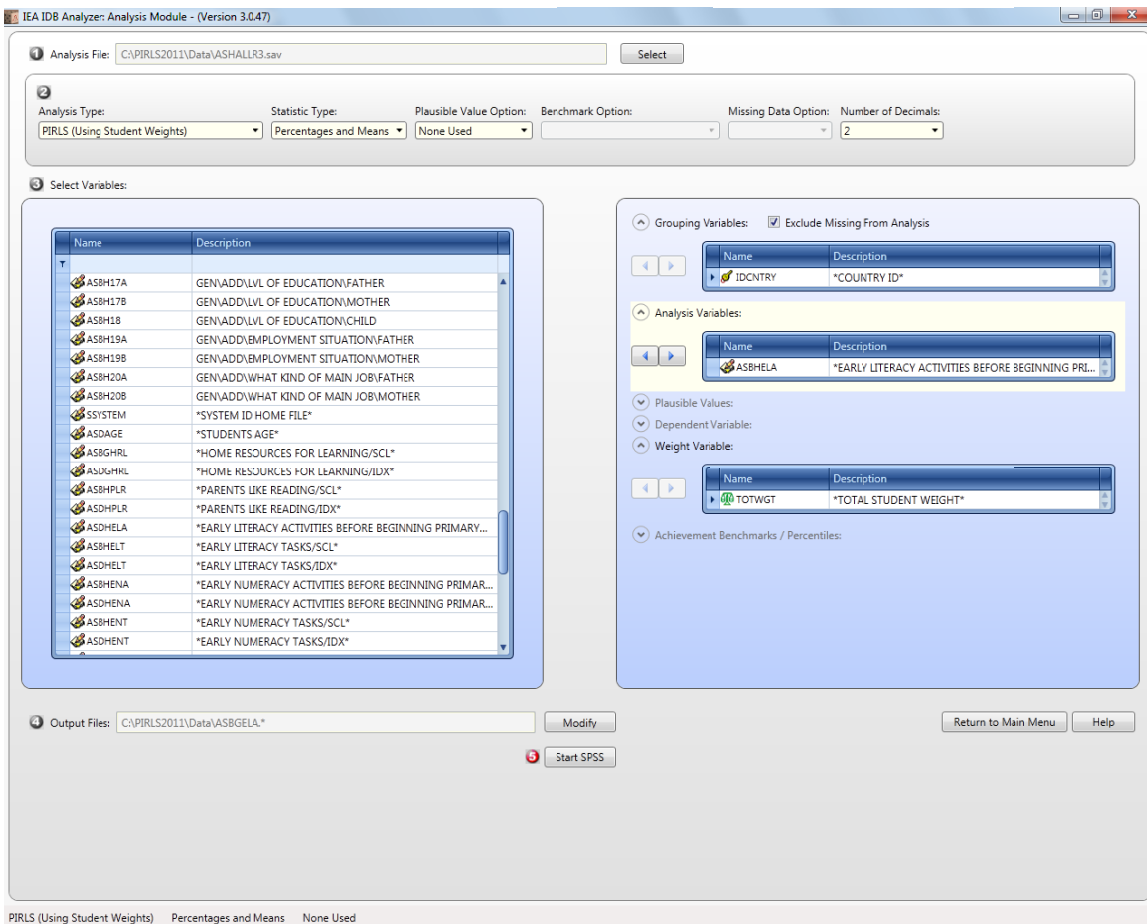 IEA IDB Analyzer: Analysis Module - (Version 3.0.47)
1 Analysis File: C:\PIRLS2011\Data\ASHALLR3.sav Select
2
Analysis Type: Statistic Type: Plausible Value Option: Benchmark Option: Missing Data Option: Number of Decimals:
PIRLS (Using Student Weights) Percentages and Means None Used 2
3 Select Variables:
Name Description
ASBH17A GEN\ADD\LVL OF EDUCATION\FATHER
ASBH17B GEN\ADD\LVL OF EDUCATION\MOTHER
ASBH18 GEN\ADD\LVL OF EDUCATION\CHILD
ASBH19A GEN\ADD\EMPLOYMENT SITUATION\FATHER
ASBH19B GEN\ADD\EMPLOYMENT SITUATION\MOTHER
ASBH20A GEN\ADD\WHAT KIND OF MAIN JOB\FATHER
ASBH20B GEN\ADD\WHAT KIND OF MAIN JOB\MOTHER
SSYSTEM *SYSTEM ID HOME FILE*
ASDAGE *STUDENTS AGE*
ASBGHRL *HOME RESOURCES FOR LEARNING/SCL*
ASDGHRL *HOME RESOURCES FOR LEARNING/IDX*
ASBHPLR *PARENTS LIKE READING/SCL*
ASDHPLR *PARENTS LIKE READING/IDX*
ASDHELA *EARLY LITERACY ACTIVITIES BEFORE BEGINNING PRIMARY...
ASBHELT *EARLY LITERACY TASKS/SCL*
ASDHELT *EARLY LITERACY TASKS/IDX*
ASBHENA *EARLY NUMERACY ACTIVITIES BEFORE BEGINNING PRIMAR...
ASDHENA *EARLY NUMERACY ACTIVITIES BEFORE BEGINNING PRIMAR...
ASBHENT *EARLY NUMERACY TASKS/SCL*
ASDHENT *EARLY NUMERACY TASKS/IDX*
Grouping Variables: Exclude Missing From Analysis
Name Description
IDCNTRY *COUNTRY ID*
Analysis Variables:
Name Description
ASBHELA *EARLY LITERACY ACTIVITIES BEFORE BEGINNING PRI...
Plausible Values:
Dependent Variable:
Weight Variable:
Name Description
TOTWGT *TOTAL STUDENT WEIGHT*
Achievement Benchmarks / Percentiles:
4 Output Files: C:\PIRLS2011\Data\ASBGELA.* Modify Return to Main Menu Help
5 Start SPSS
PIRLS (Using Student Weights) Percentages and Means None Used